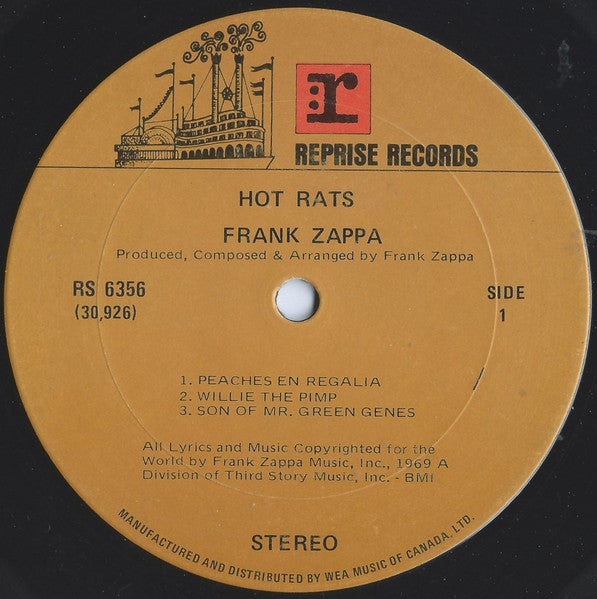 :r
REPRISE RECORDS
HOT RATS
FRANK ZAPPA
Produced, Composed & Arranged by Frank Zappa
RS 6356
(30,926)
SIDE
1
1. PEACHES EN REGALIA
2. WILLIE THE PIMP
3. SON OF MR. GREEN GENES
All Lyrics and Music Copyrighted for the
World by Frank Zappa Music, Inc., 1969 A
Division of Third Story Music, Inc. - BMI
STEREO
MANUFACTURED AND DISTRIBUTED BY WEA MUSIC OF CANADA, LTD.